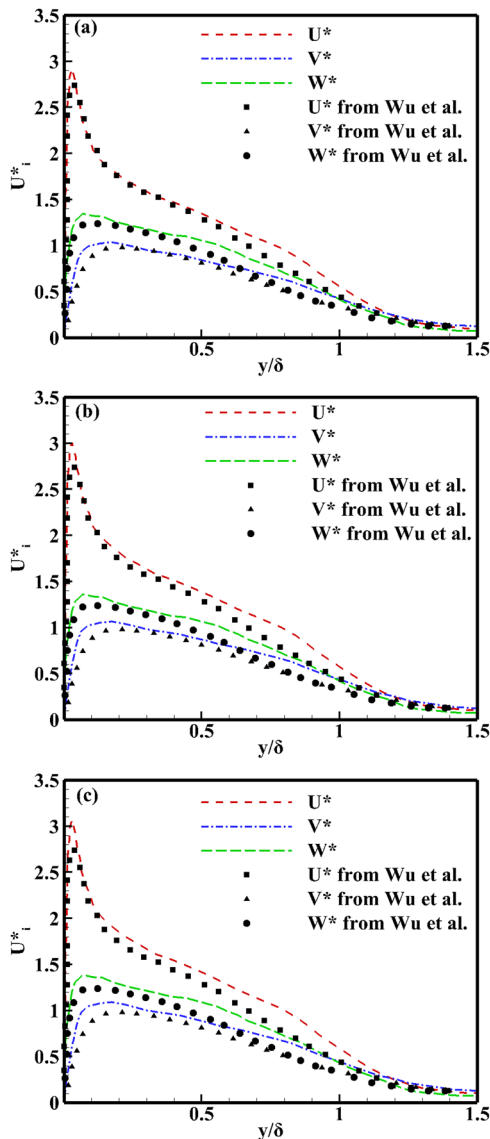 (a)
U*
V*
W*
U* from Wu et al.
V* from Wu et al.
W* from Wu et al.
U*i
3.5
3
2.5
2
1.5
1
0.5
0
0.5
1
1.5
y/δ
(b)
U*
V*
W*
U* from Wu et al.
V* from Wu et al.
W* from Wu et al.
U*i
3.5
3
2.5
2
1.5
1
0.5
0
0.5
1
1.5
y/δ
(c)
U*
V*
W*
U* from Wu et al.
V* from Wu et al.
W* from Wu et al.
U*i
3.5
3
2.5
2
1.5
1
0.5
0
0.5
1
1.5
y/δ